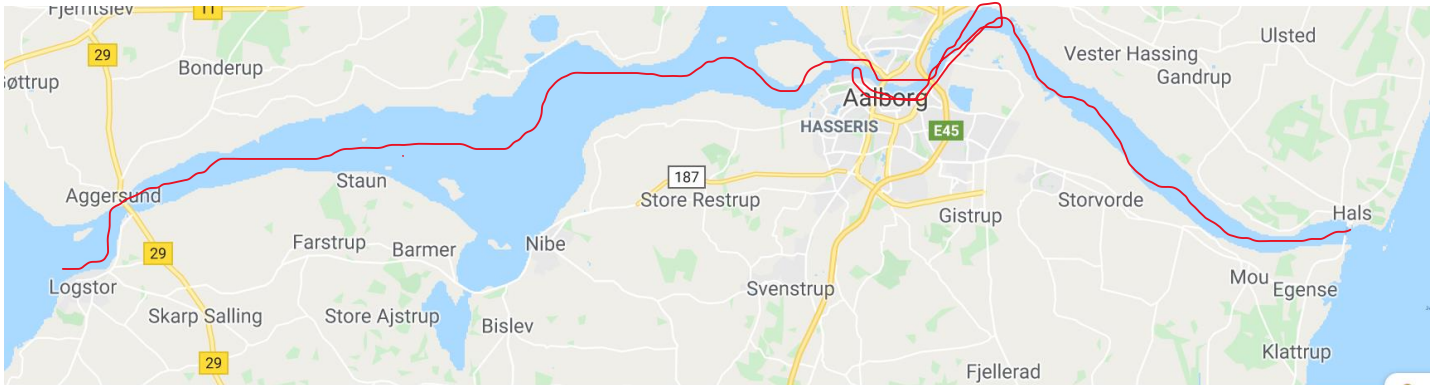 Fjerritslev
11
29
Bonderup
Vester Hassing
Ulsted
Gandrup
Aalborg
HASSERIS
E45
187
Staun
Aggersund
Store Restrup
Storvorde
Gistrup
Hals
Farstrup
Barmer
Nibe
29
Logstor
Svenstrup
Mou
Egense
Skarp Salling
Store Ajstrup
Bislev
29
Klattrup
Fjellerad